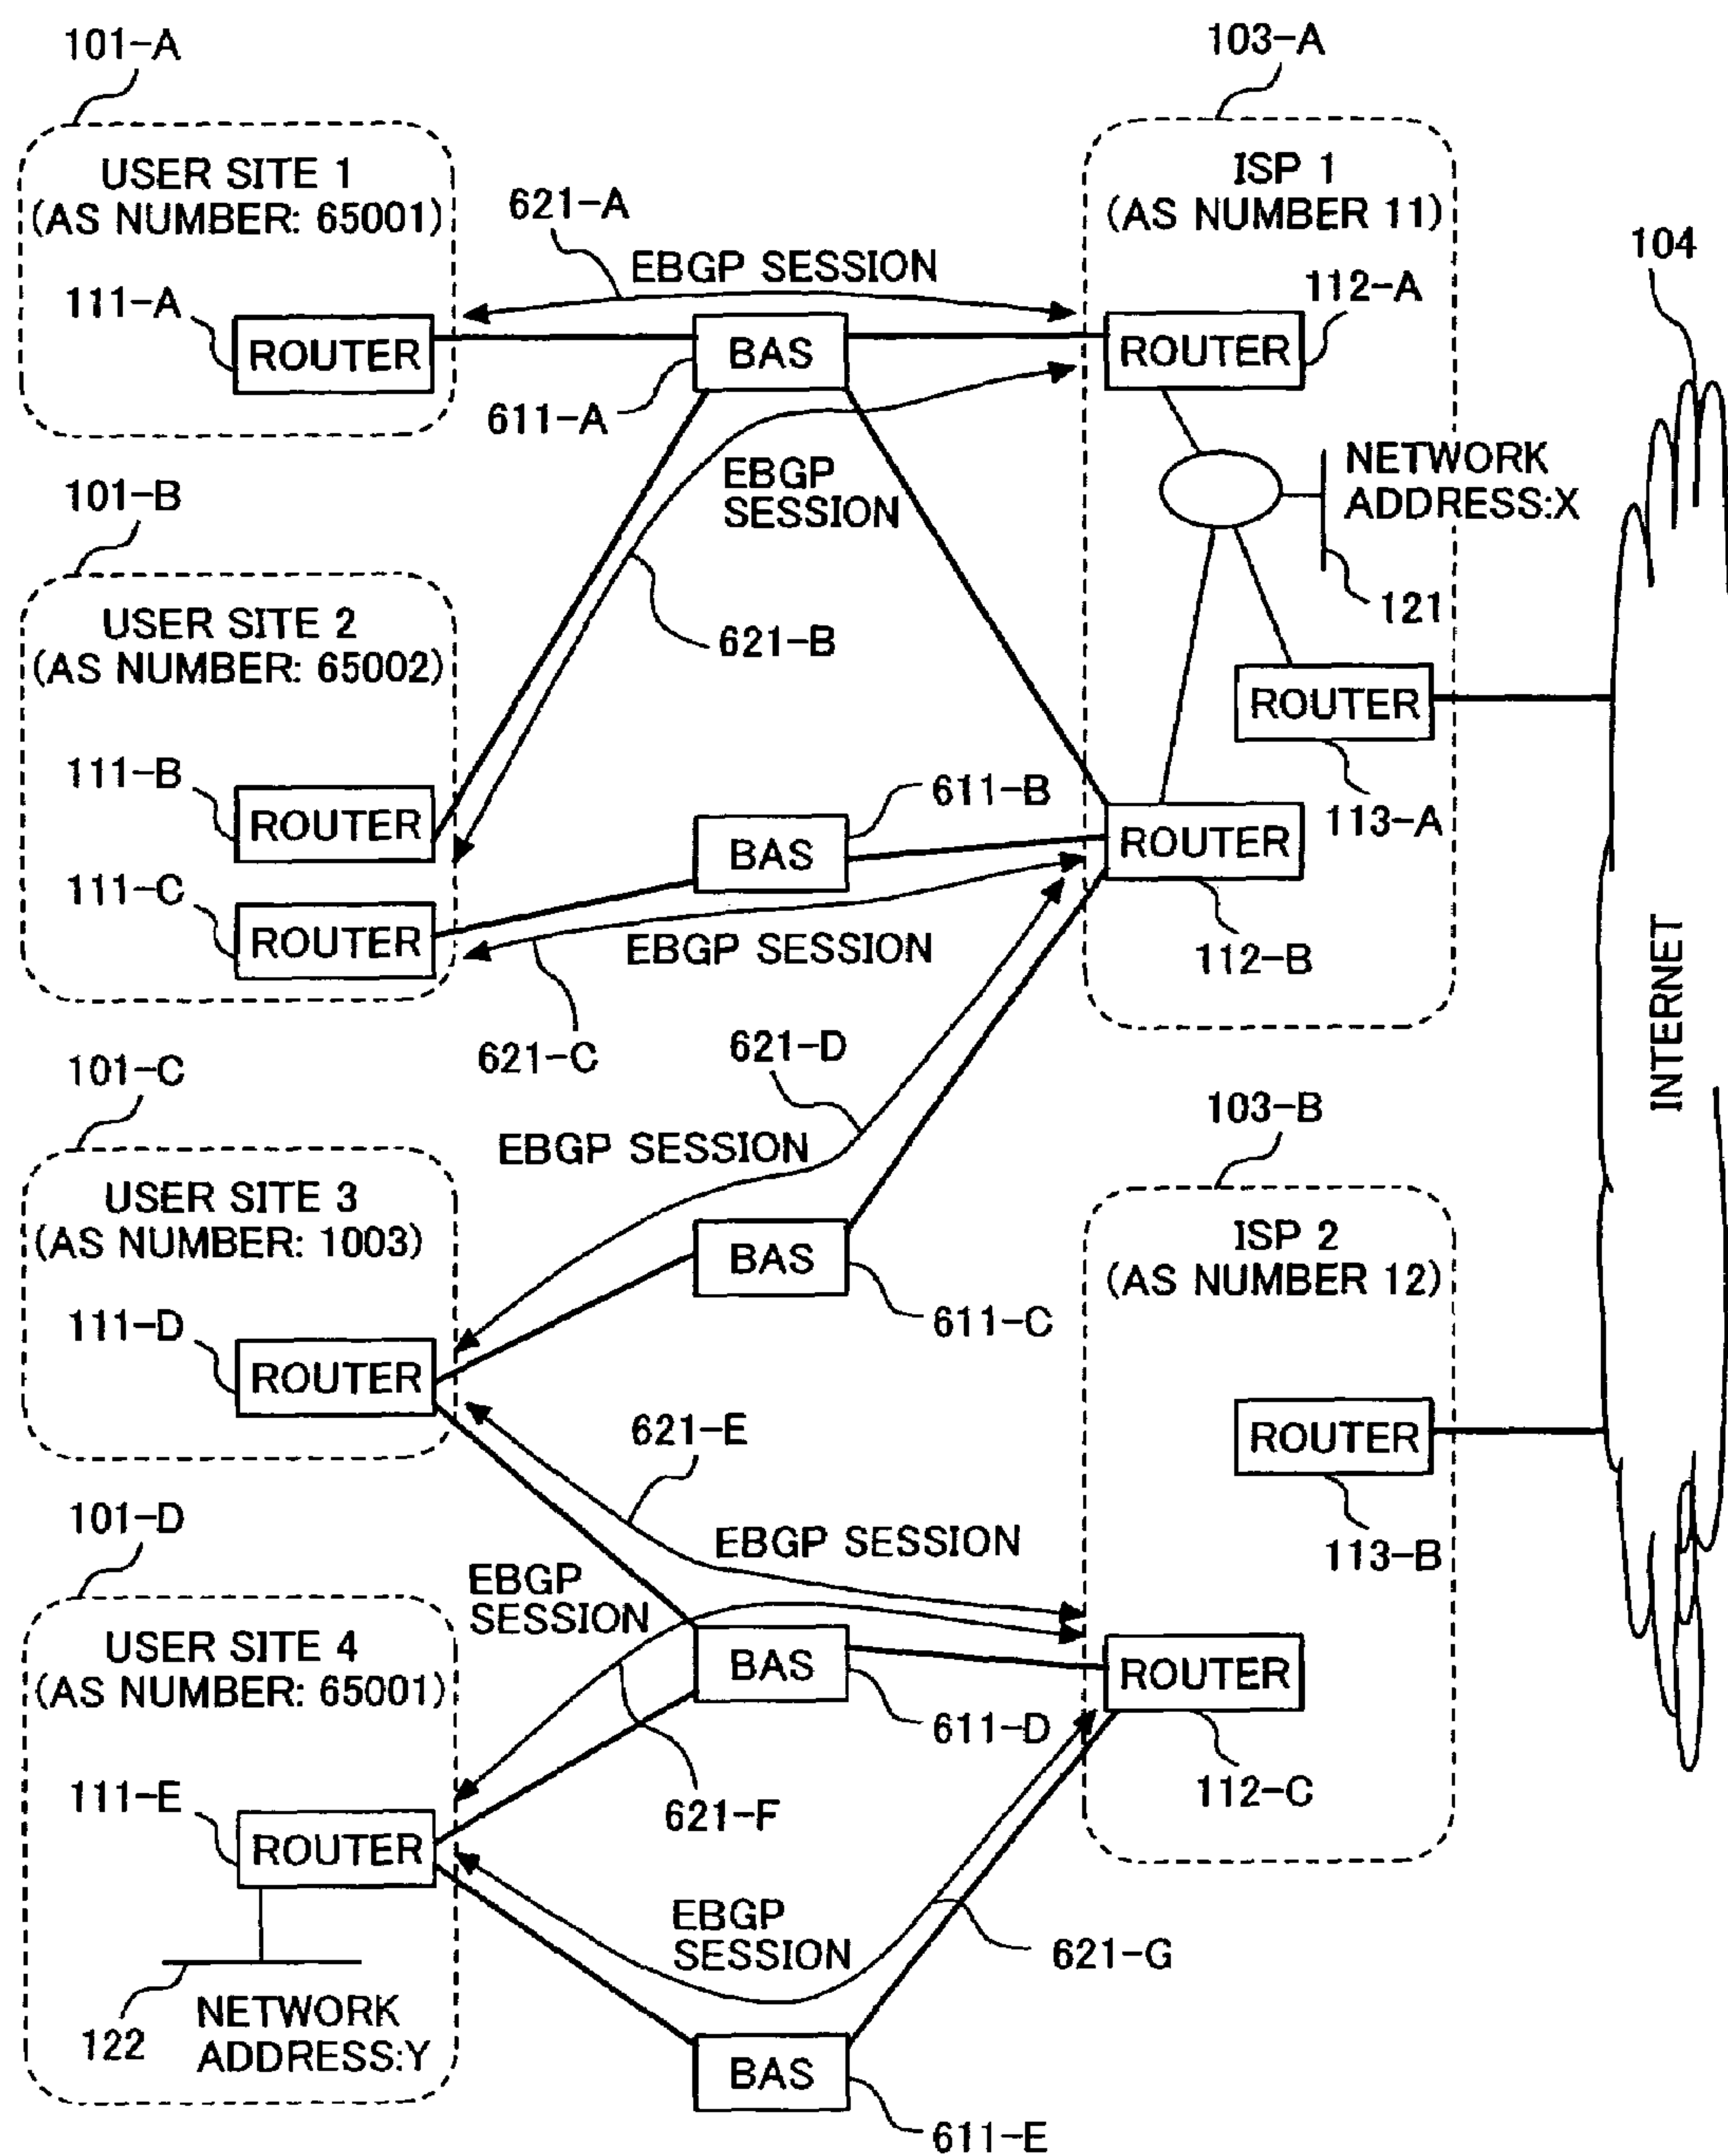 101-A
103-A
USER SITE 1
(AS NUMBER: 65001)
ISP 1
(AS NUMBER 11)
621-A
104
EBGP SESSION
111-A
112-A
ROUTER
BAS
ROUTER
611-A
EBGP
SESSION
NETWORK
ADDRESS:X
101-B
121
USER SITE 2
(AS NUMBER: 65002)
621-B
ROUTER
111-B
611-B
113-A
ROUTER
BAS
ROUTER
111-C
ROUTER
EBGP SESSION
112-B
INTERNET
621-C
621-D
101-C
103-B
EBGP SESSION
USER SITE 3
(AS NUMBER: 1003)
ISP 2
(AS NUMBER 12)
BAS
611-C
111-D
ROUTER
621-E
ROUTER
101-D
EBGP SESSION
113-B
EBGP
SESSION
USER SITE 4
(AS NUMBER: 65001)
BAS
ROUTER
611-D
111-E
621-F
112-C
ROUTER
EBGP
SESSION
621-G
NETWORK
ADDRESS:Y
122
BAS
611-E